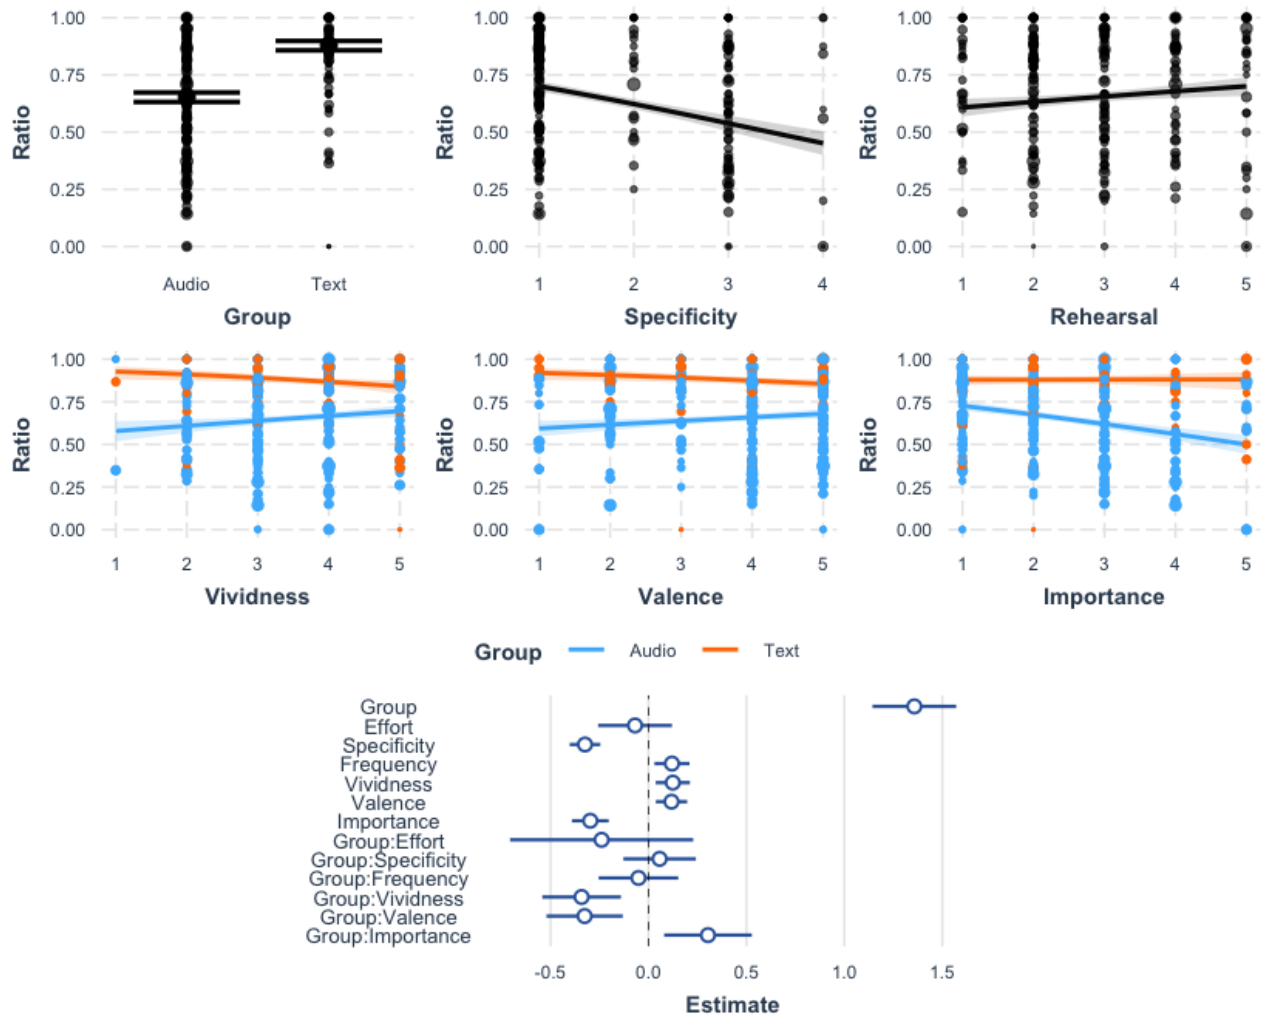 1.00 1.00 1.00
0.75 0.75 0.75
Ratio Ratio Ratio
0.50 0.50 0.50
0.25 0.25 0.25
0.00 0.00 0.00
Audio Text 1 2 3 4 1 2 3 4 5
Group Specificity Rehearsal
1.00 1.00 1.00
0.75 0.75 0.75
Ratio Ratio Ratio
0.50 0.50 0.50
0.25 0.25 0.25
0.00 0.00 0.00
1 2 3 4 5 1 2 3 4 5 1 2 3 4 5
Vividness Valence Importance
Group Audio Text
Group
Effort
Specificity
Frequency
Vividness
Valence
Importance
Group:Effort
Group:Specificity
Group:Frequency
Group:Vividness
Group:Valence
Group:Importance
-0.5 0.0 0.5 1.0 1.5
Estimate